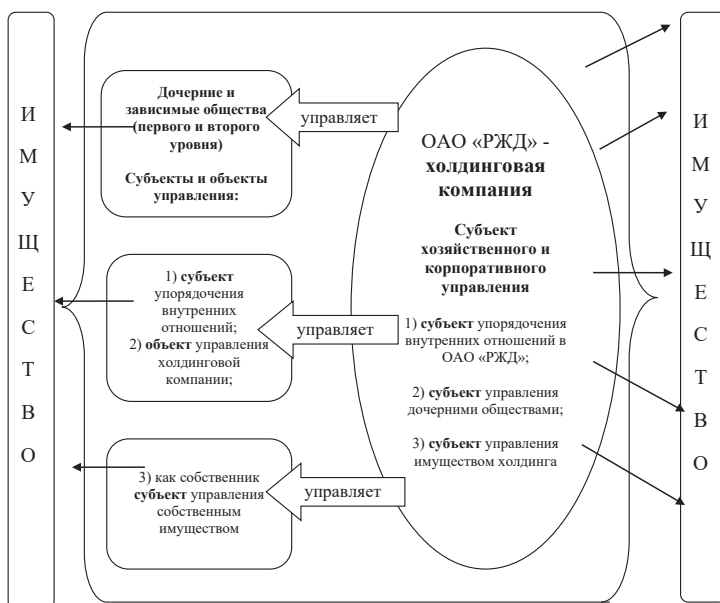 И
М
У
Щ
Е
С
Т
В
О
Дочерние и
зависимые общества
(первого и второго
уровня)
Субъекты и объекты
управления:
управляет
1) субъект
упорядочения
внутренних
отношений;
2) объект управления
холдинговой
компании;
управляет
3) как собственник
субъект управления
собственным
имуществом
управляет
ОАО «РЖД» -
холдинговая
компания
Субъект
хозяйственного и
корпоративного
управления
1) субъект упорядочения
внутренних отношений в
ОАО «РЖД»;
2) субъект управления
дочерними обществами;
3) субъект управления
имуществом холдинга
И
М
У
Щ
Е
С
Т
В
О